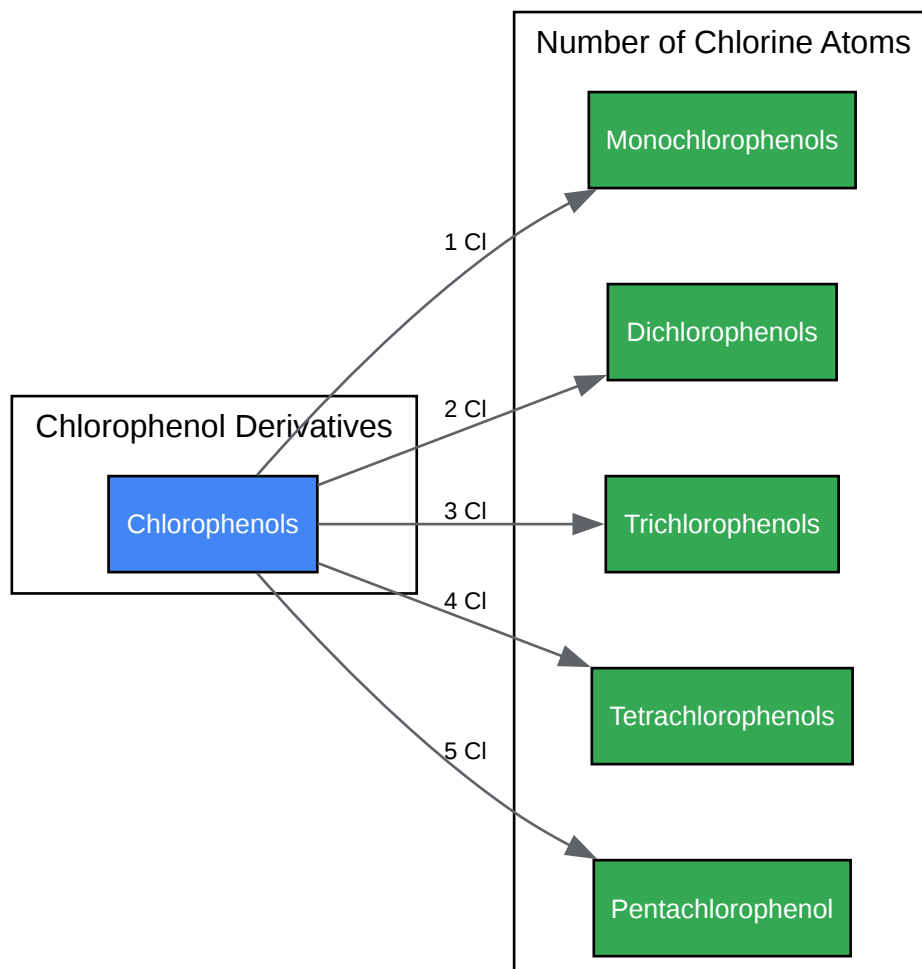 Number of Chlorine Atoms
Monochlorophenols
1 Cl
Dichlorophenols
2 Cl
Chlorophenol Derivatives
Chlorophenols
3 Cl
Trichlorophenols
4 Cl
Tetrachlorophenols
5 Cl
Pentachlorophenol